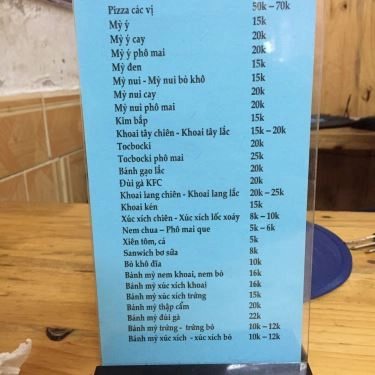 Pizza các vị 50k – 70k
Mỳ ý 15k
Mỳ ý cay 20k
Mỳ ý phô mai 20k
Mỳ đen 15k
Mỳ nui - Mỳ nui bò khô 15k
Mỳ nui cay 20k
Mỳ nui phô mai 20k
Kim bắp 15k
Khoai tây chiên - Khoai tây lắc 15k – 20k
Tocbocki 20k
Tocbocki phô mai 25k
Bánh gạo lắc 20k
Đùi gà KFC 20k
Khoai lang chiên - Khoai lang lắc 20k – 25k
Khoai kén 15k
Xúc xích chiên - Xúc xích lốc xoáy 8k – 10k
Nem chua – Phô mai que 5k – 6k
Xiên tôm, cá 5k
Sanwich bơ sữa 8k
Bò khô dĩa 10k
Bánh mỳ nem khoai, nem bò 16k
Bánh mỳ xúc xích khoai 16k
Bánh mỳ xúc xích trứng 15k
Bánh mỳ thập cẩm 20k
Bánh mỳ đùi gà 22k
Bánh mỳ trứng - trứng bò 10k – 12k
Bánh mỳ xúc xích - xúc xích bò 10k – 12k